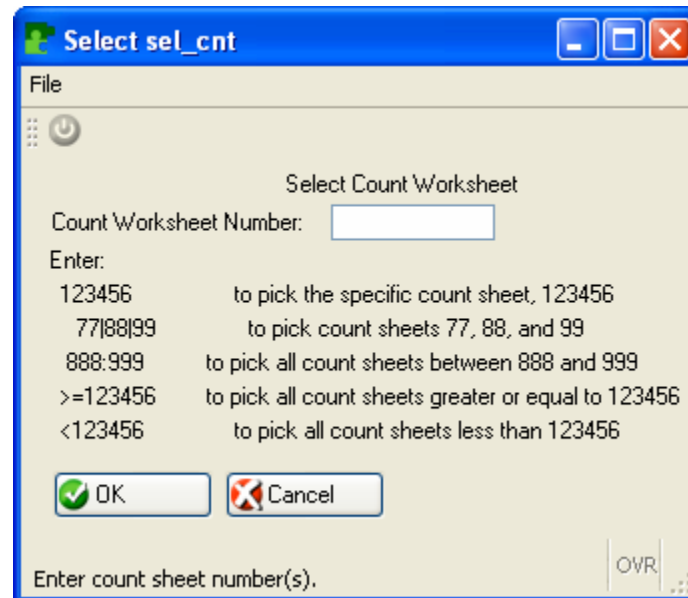 Select sel_cnt
File
Select Count Worksheet
Count Worksheet Number:
Enter:
123456 to pick the specific count sheet, 123456
77|88|99 to pick count sheets 77, 88, and 99
888:999 to pick all count sheets between 888 and 999
>=123456 to pick all count sheets greater or equal to 123456
<123456 to pick all count sheets less than 123456
OK Cancel
Enter count sheet number(s). OVR